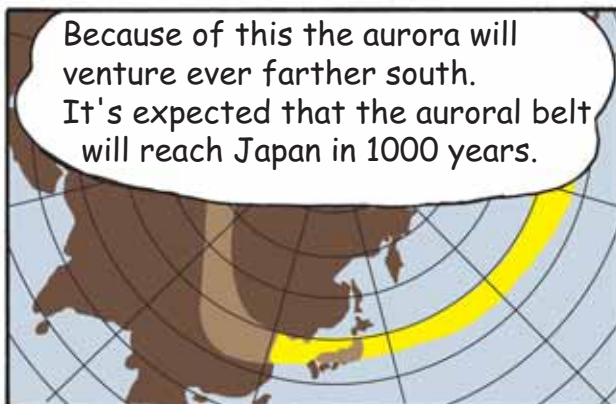 Because of this the aurora will
venture ever farther south.
It's expected that the auroral belt
will reach Japan in 1000 years.